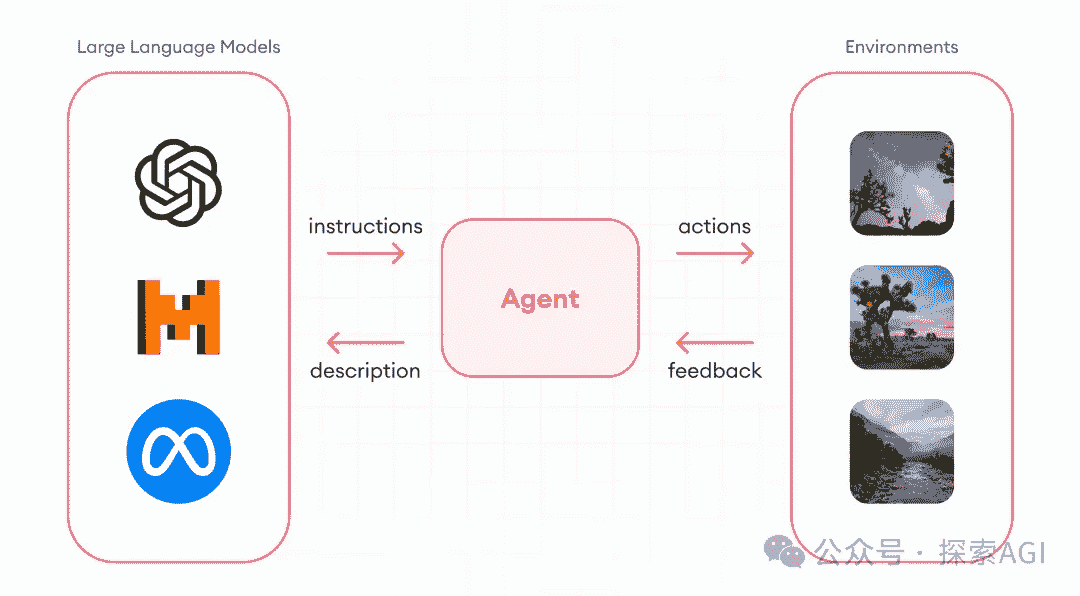 Large Language Models
Environments
instructions
actions
Agent
description
feedback
公众号·探索AGI